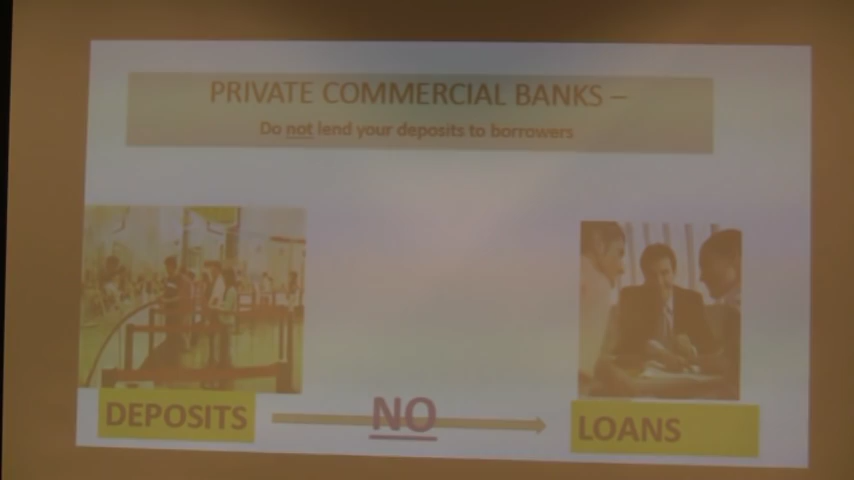 PRIVATE COMMERCIAL BANKS –
Do not lend your deposits to borrowers
DEPOSITS
NO
LOANS